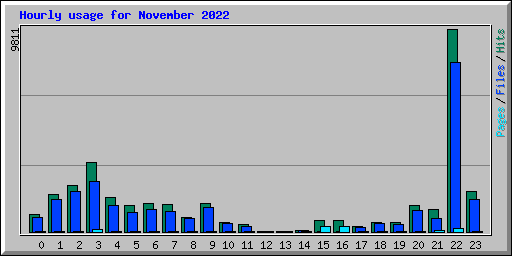 Hourly usage for November 2022
9811
Pages/Files/Hits
0 1 2 3 4 5 6 7 8 9 10 11 12 13 14 15 16 17 18 19 20 21 22 23